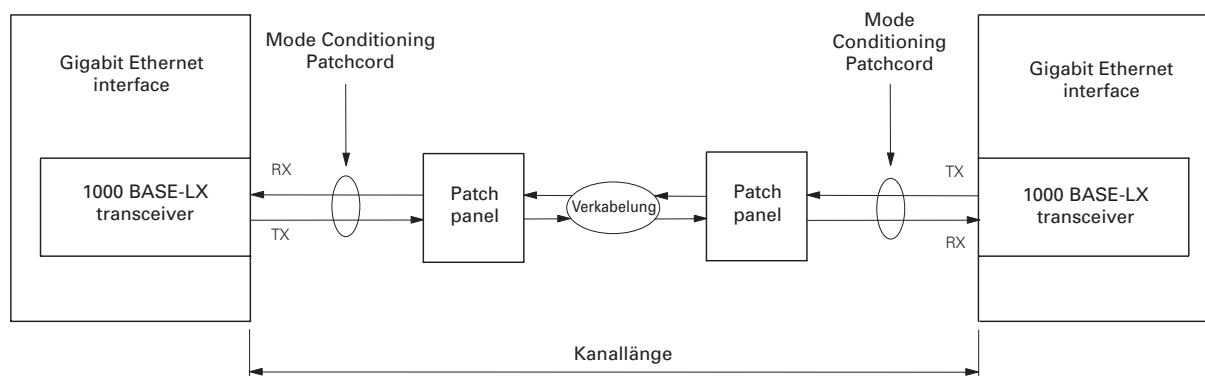 Gigabit Ethernet
interface
Mode Conditioning
Patchcord
Mode
Conditioning
Patchcord
Gigabit Ethernet
interface
1000 BASE-LX
transceiver
RX
TX
Patch
panel
Verkabelung
Patch
panel
TX
RX
1000 BASE-LX
transceiver
Kanallänge